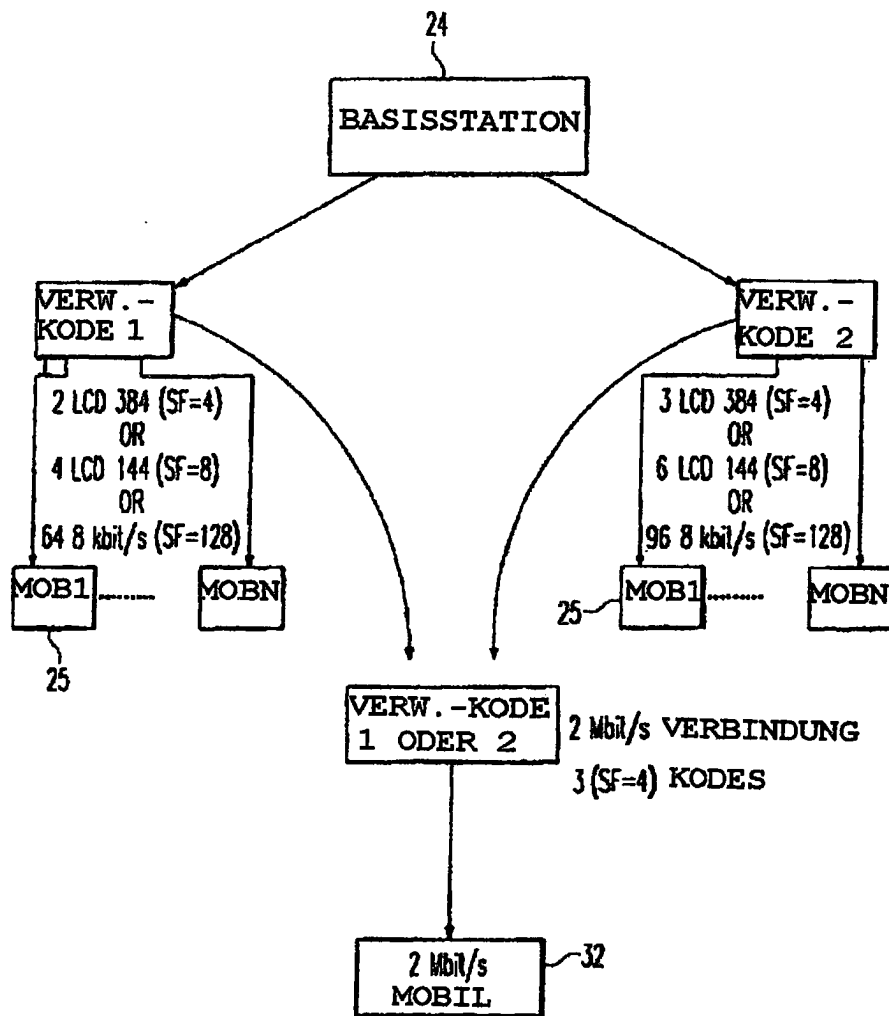 24
BASISSTATION
VERW.-
KODE 1
VERW.-
KODE 2
2 LCD 384 (SF=4)
OR
4 LCD 144 (SF=8)
OR
64 8 kbit/s (SF=128)
3 LCD 384 (SF=4)
OR
6 LCD 144 (SF=8)
OR
96 8 kbit/s (SF=128)
MOB1.........
MOBN
25
MOB1.........
MOBN
25
VERW.-KODE
1 ODER 2
2 Mbit/s VERBINDUNG
3 (SF=4) KODES
2 Mbit/s
MOBIL
32